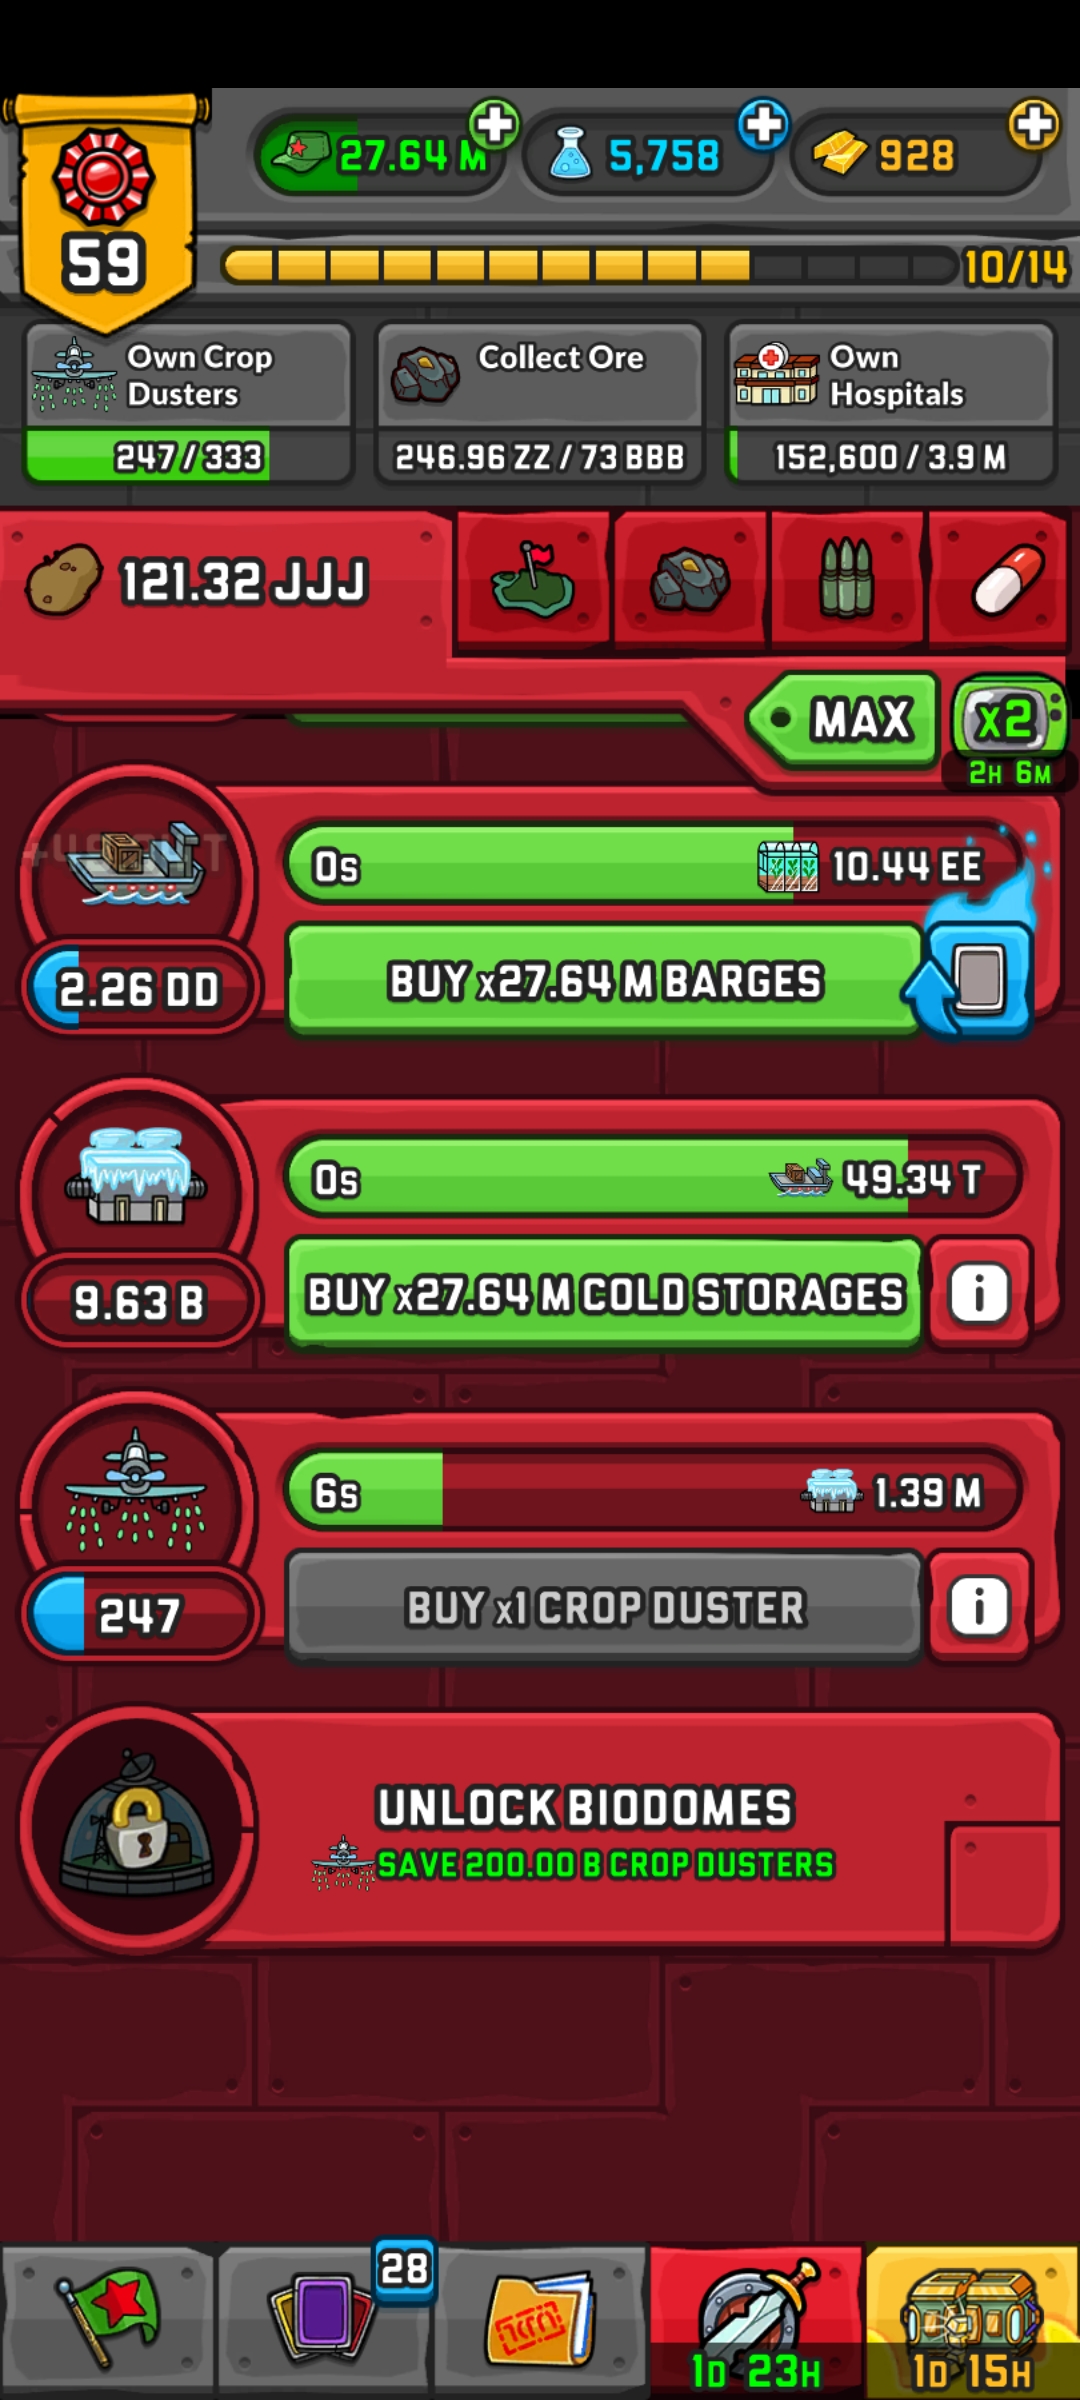 27.64 M
5,758
928
59
10/14
Own Crop
Dusters
247/333
Collect Ore
246.96 ZZ / 73 BBB
Own
Hospitals
152,600 / 3.9 M
121.32 JJJ
MAX
x2
2H 6M
0s
10.44 EE
2.26 DD
BUY x27.64 M BARGES
0s
49.34 T
9.63 B
BUY x27.64 M COLD STORAGES
i
6s
1.39 M
247
BUY x1 CROP DUSTER
i
UNLOCK BIODOMES
SAVE 200.00 B CROP DUSTERS
28
1D 23H
1D 15H